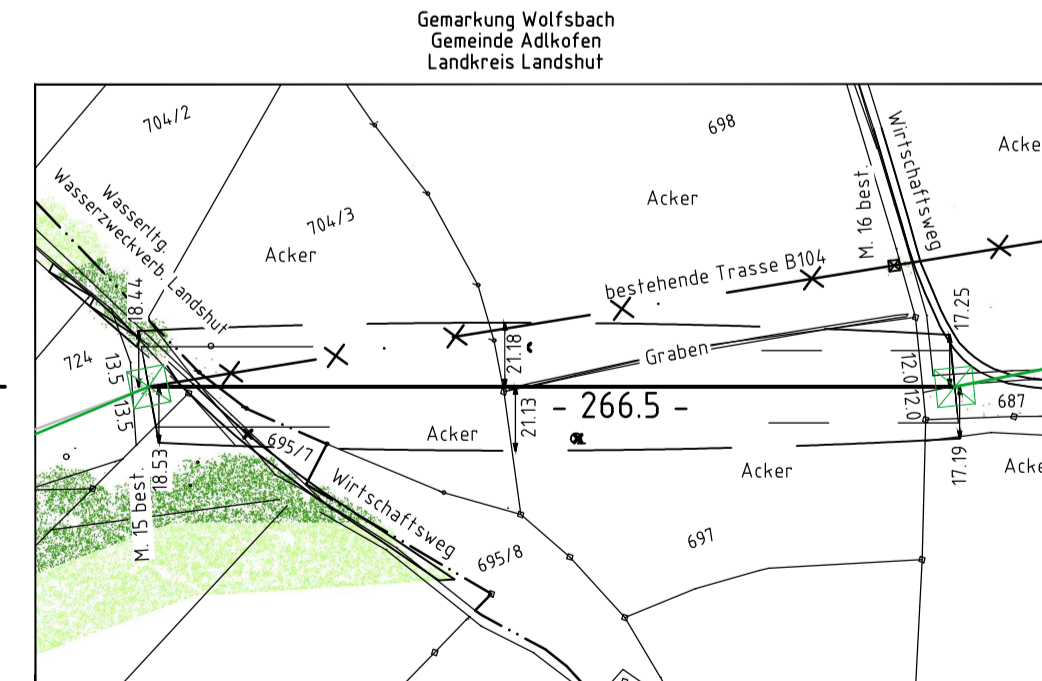 Gemarkung Wolfsbach
Gemeinde Adlkofen
Landkreis Landshut
704/2
698
Wirtschaftsweg
Acke
Wasserltg.
Wasserzweckverb. Landshut
704/3
Acker
Acker
M. 16 best.
bestehende Trasse B104
18.44
17.25
21.18
Graben
724
13.5
13.5
12.0
12.0
- 266.5 -
687
21.13
Acker
695/7
Acker
Acke
17.19
M. 15 best.
18.53
Wirtschaftsweg
695/8
697